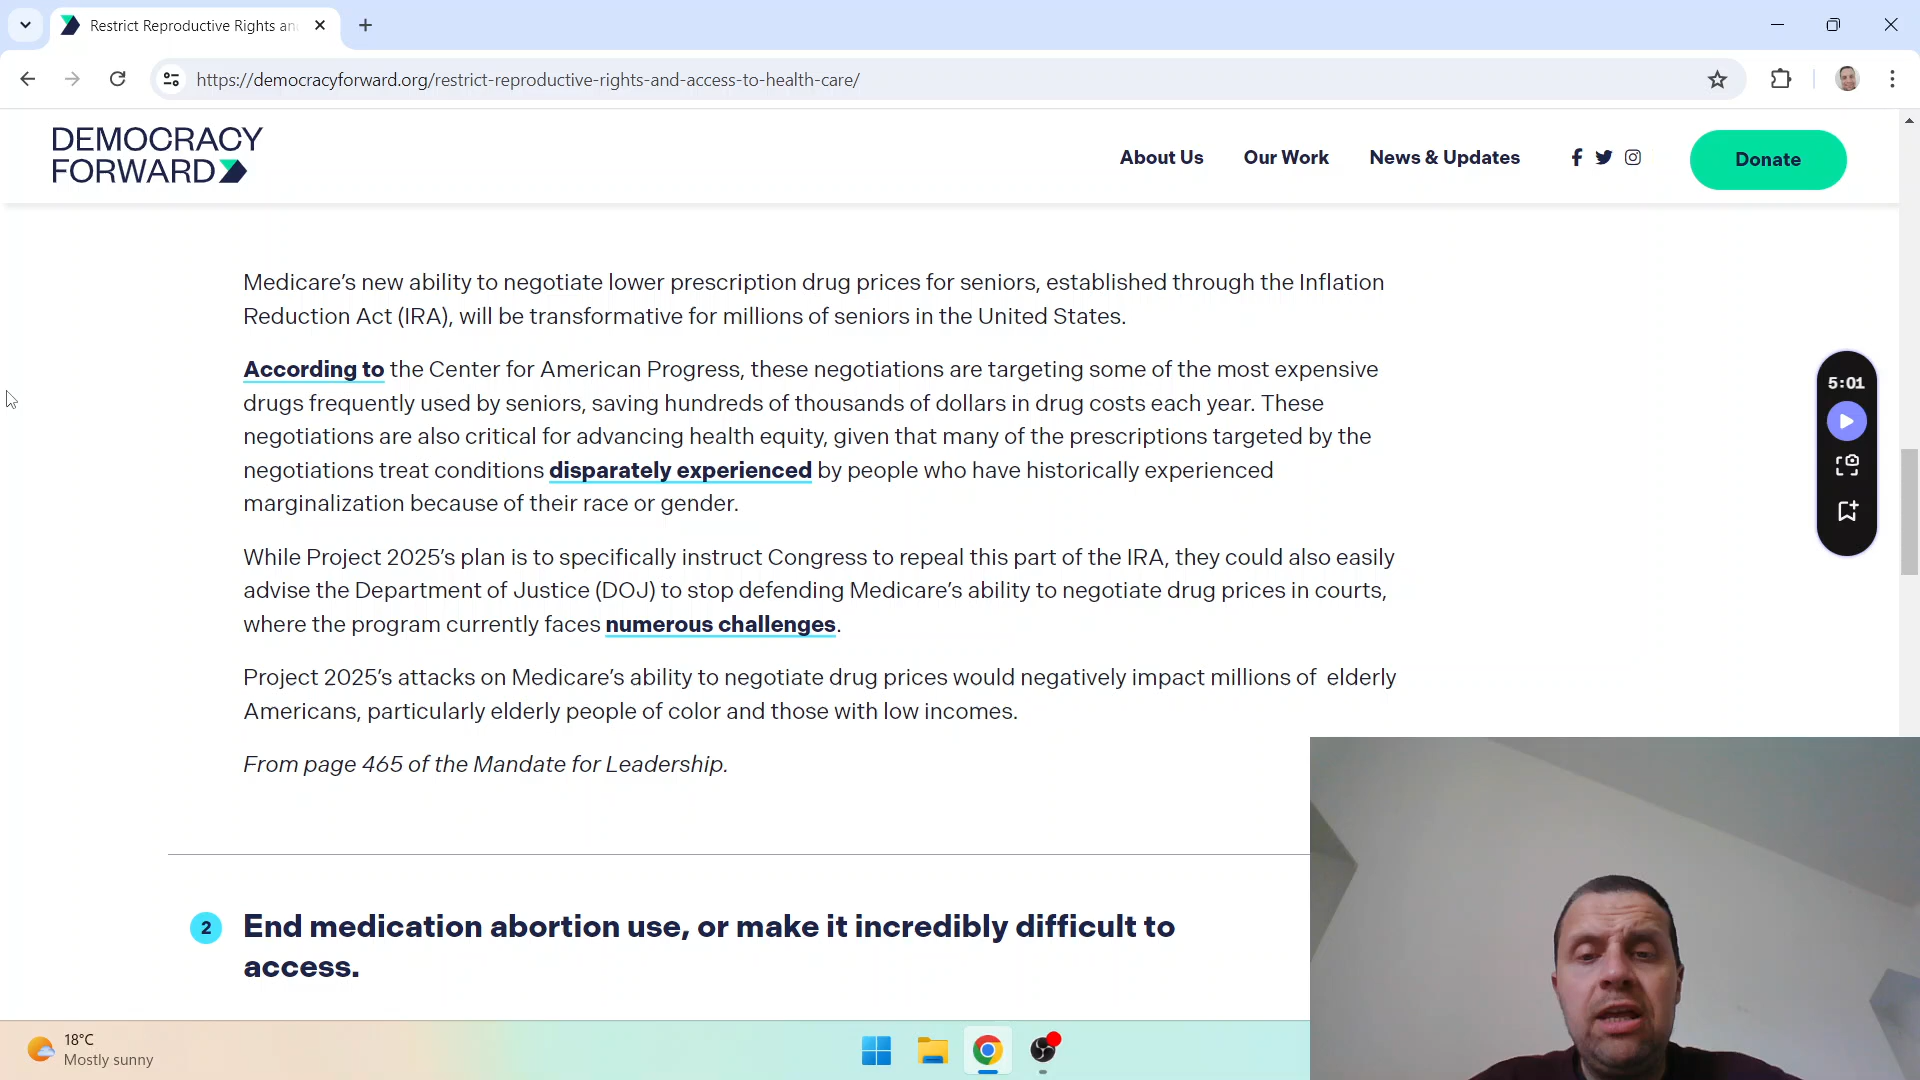 Restrict Reproductive Rights an
https://democracyforward.org/restrict-reproductive-rights-and-access-to-health-care/
DEMOCRACY
FORWARD
About Us
Our Work
News & Updates
Donate
Medicare’s new ability to negotiate lower prescription drug prices for seniors, established through the Inflation
Reduction Act (IRA), will be transformative for millions of seniors in the United States.
According to the Center for American Progress, these negotiations are targeting some of the most expensive
drugs frequently used by seniors, saving hundreds of thousands of dollars in drug costs each year. These
negotiations are also critical for advancing health equity, given that many of the prescriptions targeted by the
negotiations treat conditions disparately experienced by people who have historically experienced
marginalization because of their race or gender.
While Project 2025’s plan is to specifically instruct Congress to repeal this part of the IRA, they could also easily
advise the Department of Justice (DOJ) to stop defending Medicare’s ability to negotiate drug prices in courts,
where the program currently faces numerous challenges.
Project 2025’s attacks on Medicare’s ability to negotiate drug prices would negatively impact millions of elderly
Americans, particularly elderly people of color and those with low incomes.
From page 465 of the Mandate for Leadership.
2
End medication abortion use, or make it incredibly difficult to
access.
5:01
18°C
Mostly sunny